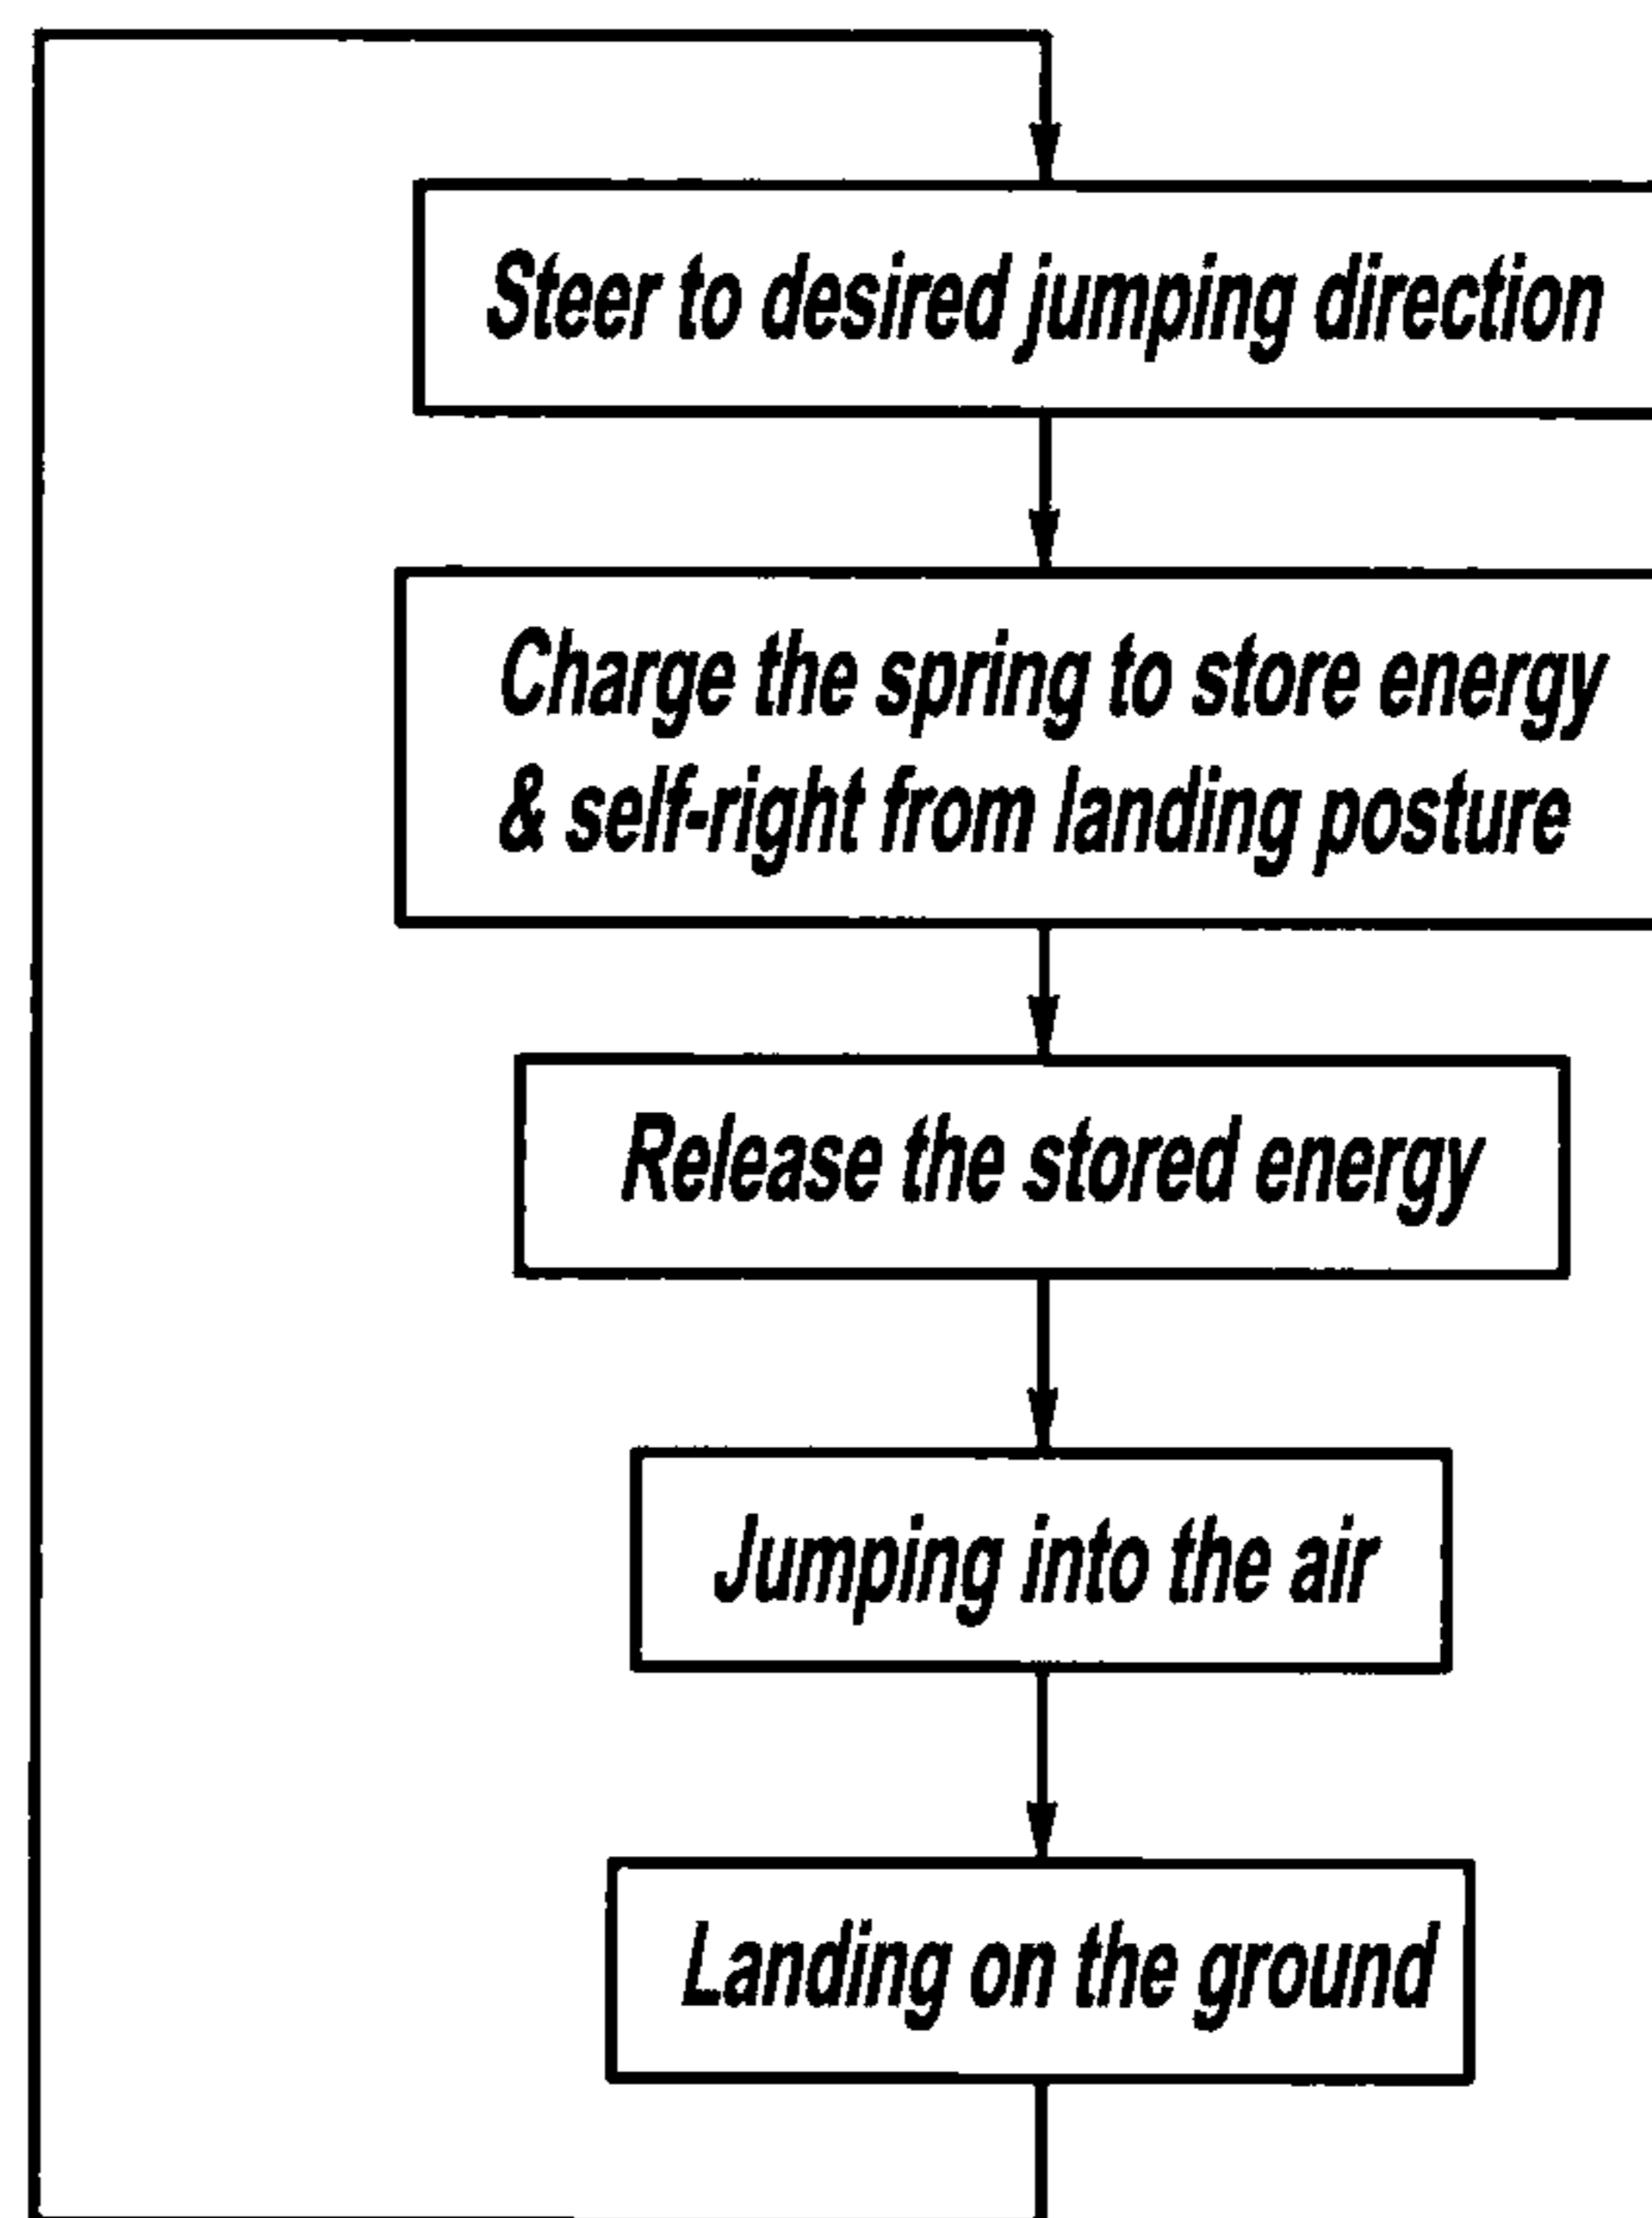 Steer to desired jumping direction
Charge the spring to store energy
& self-right from landing posture
Release the stored energy
Jumping into the air
Landing on the ground